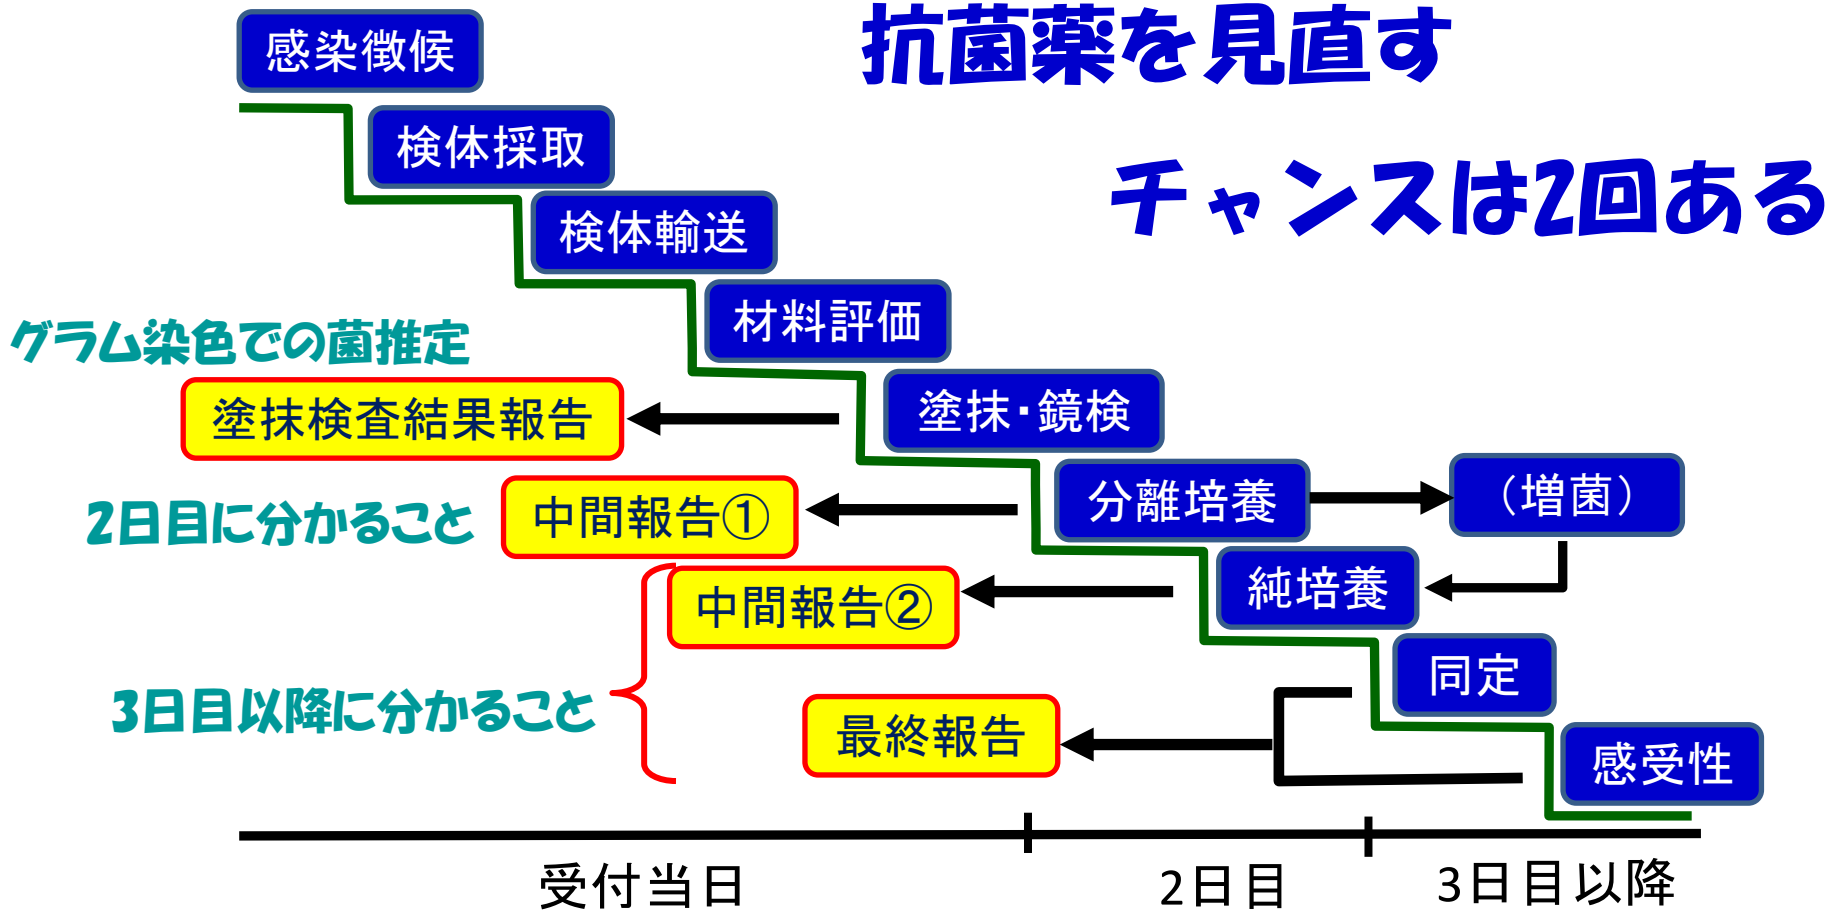 抗菌薬を見直す
チャンスは2回ある
感染徴候
検体採取
検体輸送
材料評価
グラム染色での菌推定
塗抹検査結果報告
塗抹・鏡検
2日目に分かること
中間報告①
分離培養
（増菌）
中間報告②
純培養
3日目以降に分かること
同定
最終報告
感受性
受付当日
2日目
3日目以降